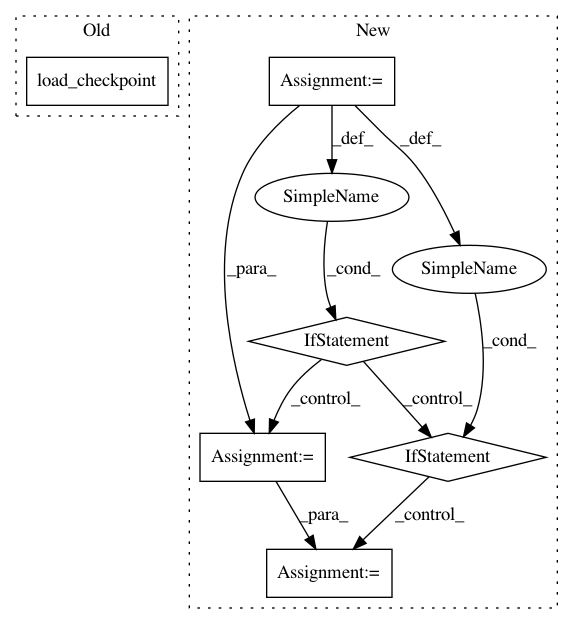 Old
New
load_checkpoint
Assignment:=
_def_
_def_
SimpleName
SimpleName
_para_
_cond_
_cond_
IfStatement
_control_
_control_
Assignment:=
IfStatement
_para_
_control_
Assignment:=